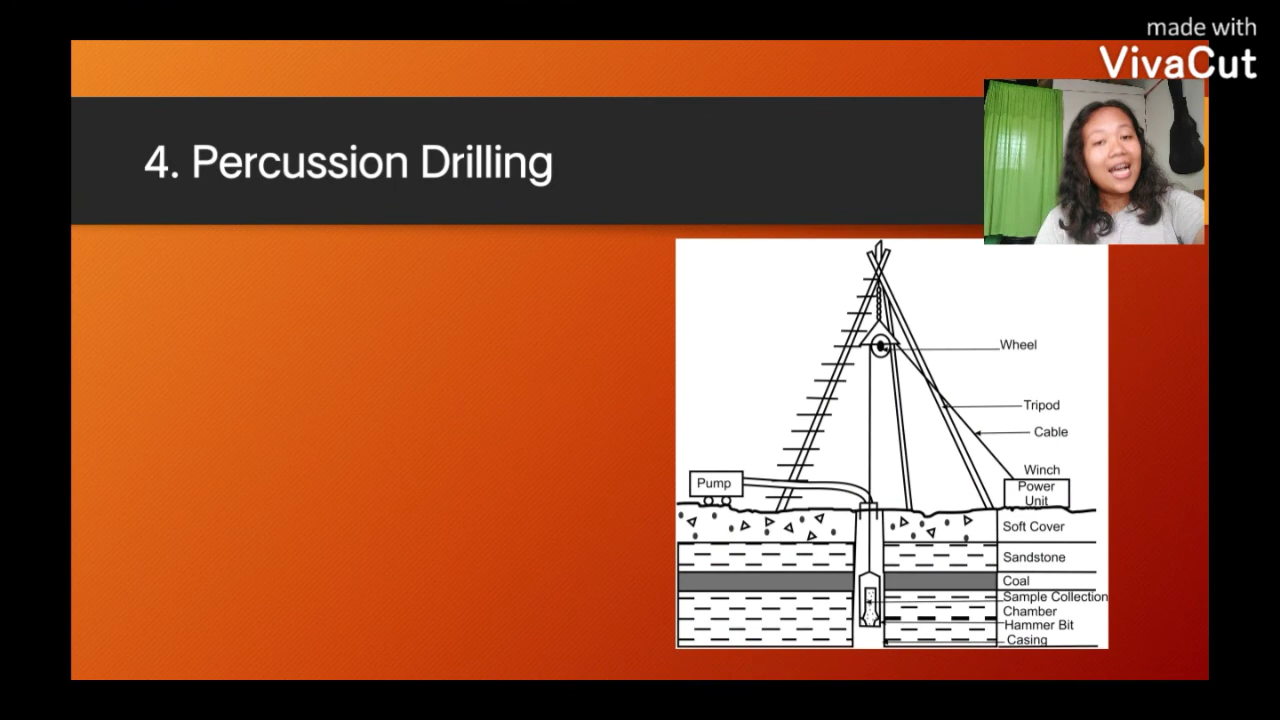 made with
VivaCut
4. Percussion Drilling
Wheel
Tripod
Cable
Winch
Pump
Power
Unit
Soft Cover
Sandstone
Coal
Sample Collection
Chamber
Hammer Bit
Casing